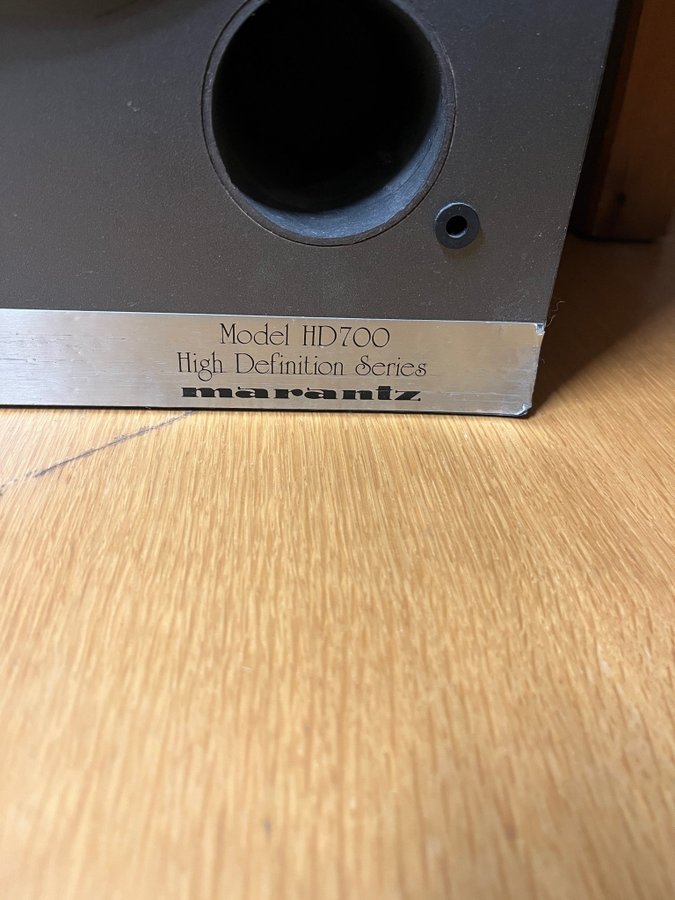 Model HD700
High Definition Series
marantz